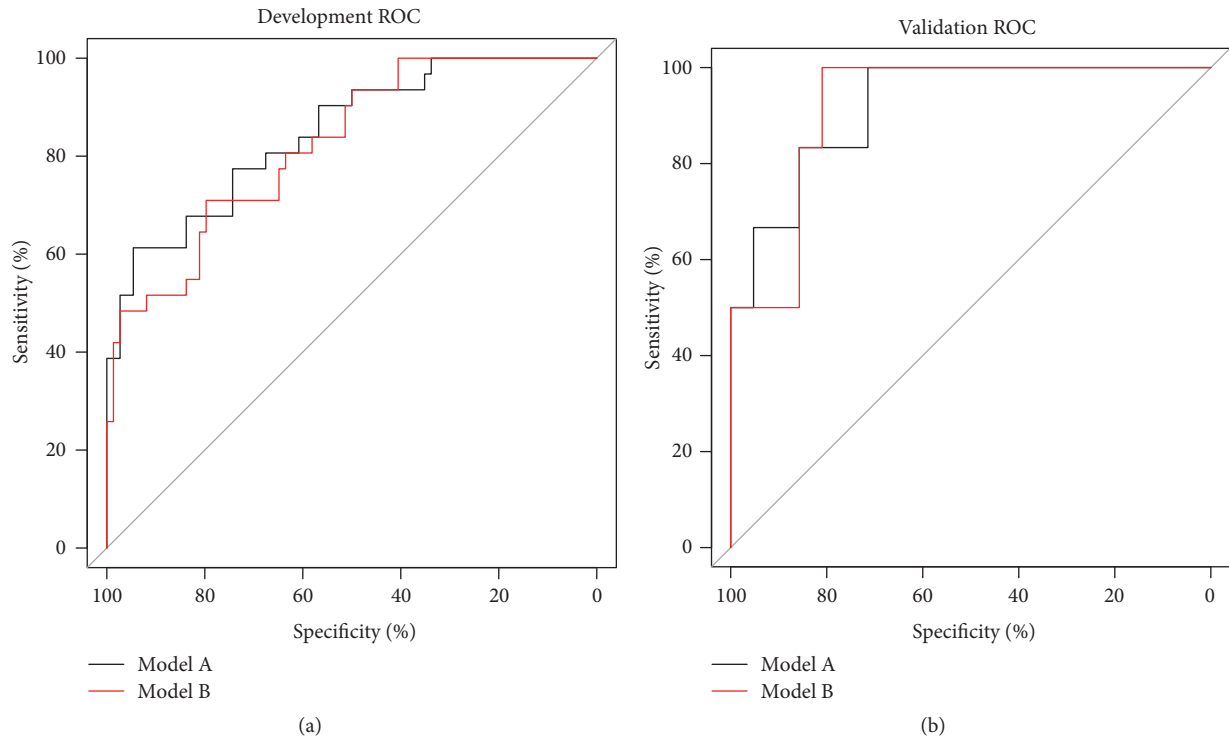 Development ROC
100
80
60
40
20
0
Sensitivity (%)
100 80 60 40 20 0
Specificity (%)
Model A
Model B
(a)
Validation ROC
100
80
60
40
20
0
Sensitivity (%)
100 80 60 40 20 0
Specificity (%)
Model A
Model B
(b)